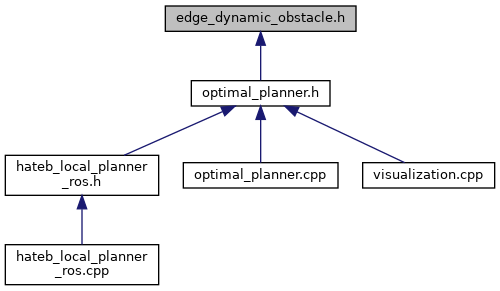 edge_dynamic_obstacle.h
optimal_planner.h
hateb_local_planner
_ros.h
optimal_planner.cpp
visualization.cpp
hateb_local_planner
_ros.cpp